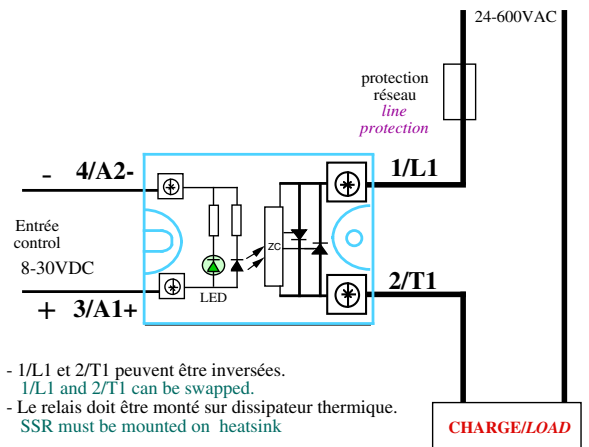 24-600VAC
protection
réseau
line
protection
- 4/A2-
1/L1
Entrée
control
8-30VDC
ZC
LED
+ 3/A1+
2/T1
- 1/L1 et 2/T1 peuvent être inversées.
1/L1 and 2/T1 can be swapped.
- Le relais doit être monté sur dissipateur thermique.
SSR must be mounted on heatsink
CHARGE/LOAD